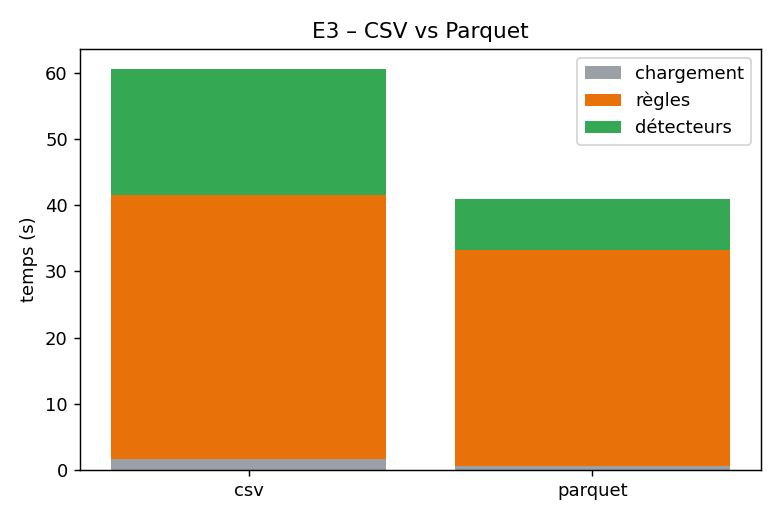 E3 – CSV vs Parquet
chargement
règles
détecteurs
temps (s)
60
50
40
30
20
10
0
csv
parquet